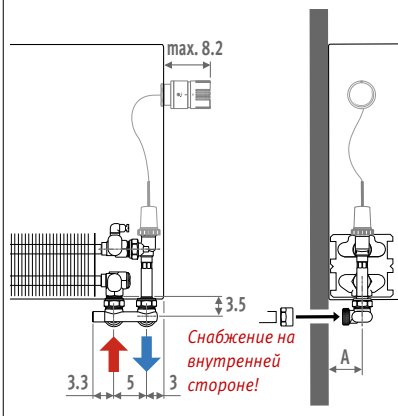 max. 8.2
3.5
Снабжение на
внутренней
стороне!
A
3.3
5
3